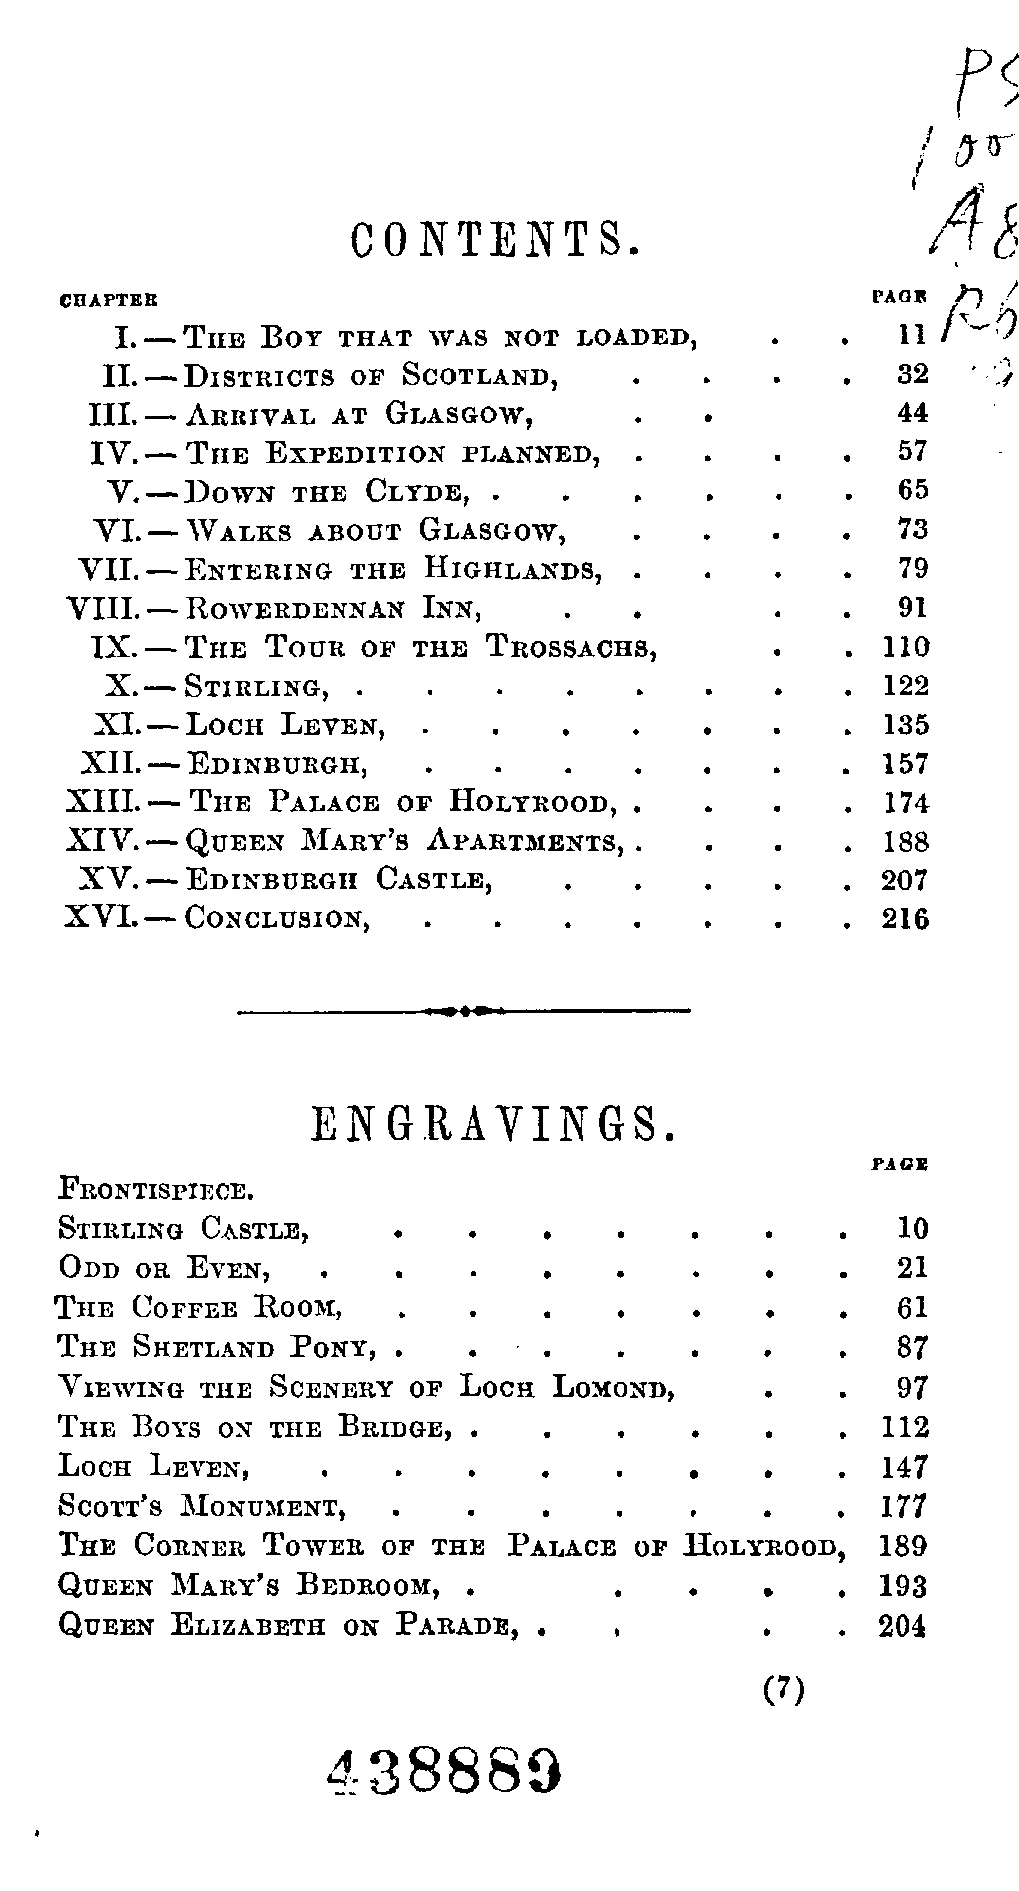 PS
100
A8
CONTENTS.
CHAPTER PAGE
I.—The Boy that was not loaded, . . 11
II.—Districts of Scotland, . . . . 32
III.—Arrival at Glasgow, . . 44
IV.—The Expedition planned, . . . . 57
V.—Down the Clyde, . . . . . . 65
VI.—Walks about Glasgow, . . . . 73
VII.—Entering the Highlands, . . . . 79
VIII.—Rowerdennan Inn, . . . . 91
IX.—The Tour of the Trossachs, . . 110
X.—Stirling, . . . . . . . . 122
XI.—Loch Leven, . . . . . . . 135
XII.—Edinburgh, . . . . . . . 157
XIII.—The Palace of Holyrood, . . . . 174
XIV.—Queen Mary's Apartments, . . . . 188
XV.—Edinburgh Castle, . . . . . 207
XVI.—Conclusion, . . . . . . . 216
ENGRAVINGS.
PAGE
Frontispiece.
Stirling Castle, . . . . . . . 10
Odd or Even, . . . . . . . . 21
The Coffee Room, . . . . . . . 61
The Shetland Pony, . . . . . . . 87
Viewing the Scenery of Loch Lomond, . . 97
The Boys on the Bridge, . . . . . . 112
Loch Leven, . . . . . . . . 147
Scott's Monument, . . . . . . . 177
The Corner Tower of the Palace of Holyrood, 189
Queen Mary's Bedroom, . . . . . 193
Queen Elizabeth on Parade, . . . . 204
(7)
438889